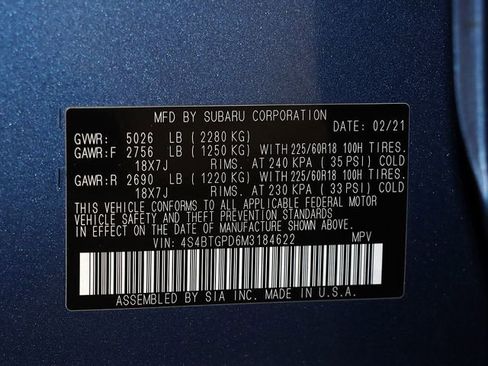 MFD BY SUBARU CORPORATION
DATE: 02/21
GVWR: 5026 LB (2280 KG)
GAWR:F 2756 LB (1250 KG) WITH 225/60R18 100H TIRES
18X7J RIMS. AT 240 KPA (35 PSI) COLD
GAWR:R 2690 LB (1220 KG) WITH 225/60R18 100H TIRES
18X7J RIMS. AT 230 KPA (33 PSI) COLD
THIS VEHICLE CONFORMS TO ALL APPLICABLE FEDERAL MOTOR
VEHICLE SAFETY AND THEFT PREVENTION STANDARDS
IN EFFECT ON THE DATE OF MANUFACTURE SHOWN ABOVE.
VIN: 4S4BTGPD6M3184622 MPV
ASSEMBLED BY SIA INC. MADE IN U.S.A.